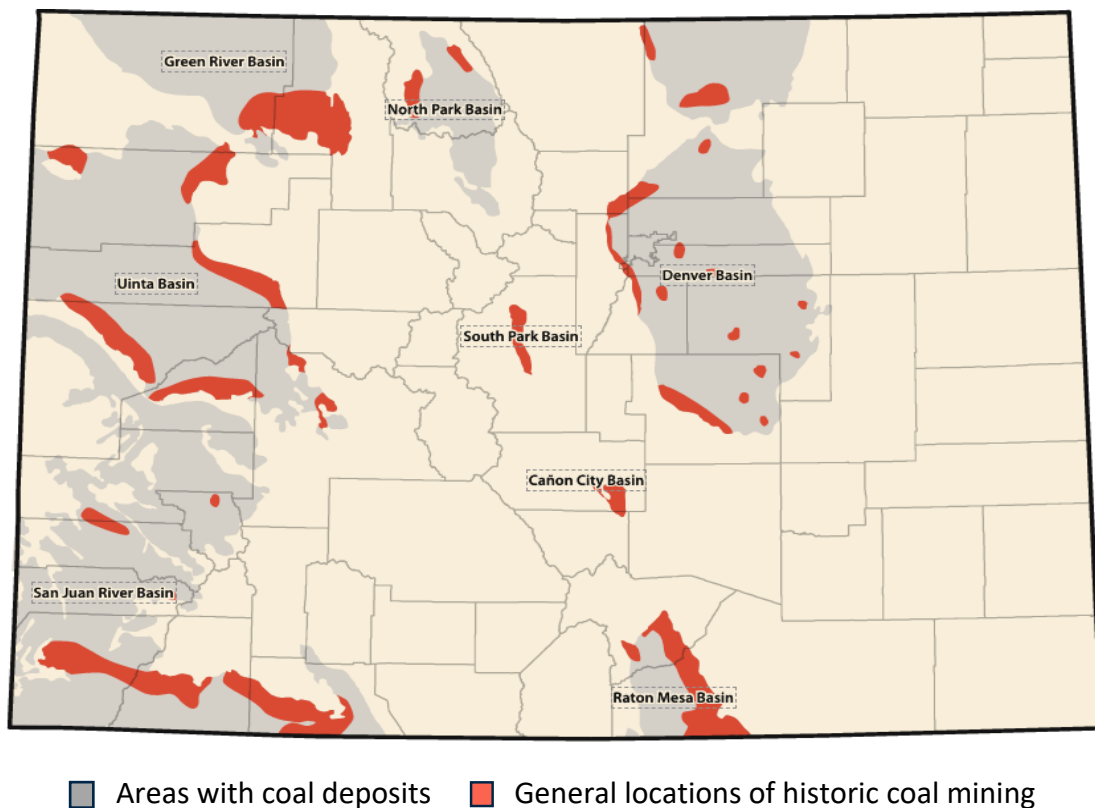 Green River Basin
North Park Basin
Uinta Basin
Denver Basin
South Park Basin
Cañon City Basin
San Juan River Basin
Raton Mesa Basin
Areas with coal deposits
General locations of historic coal mining